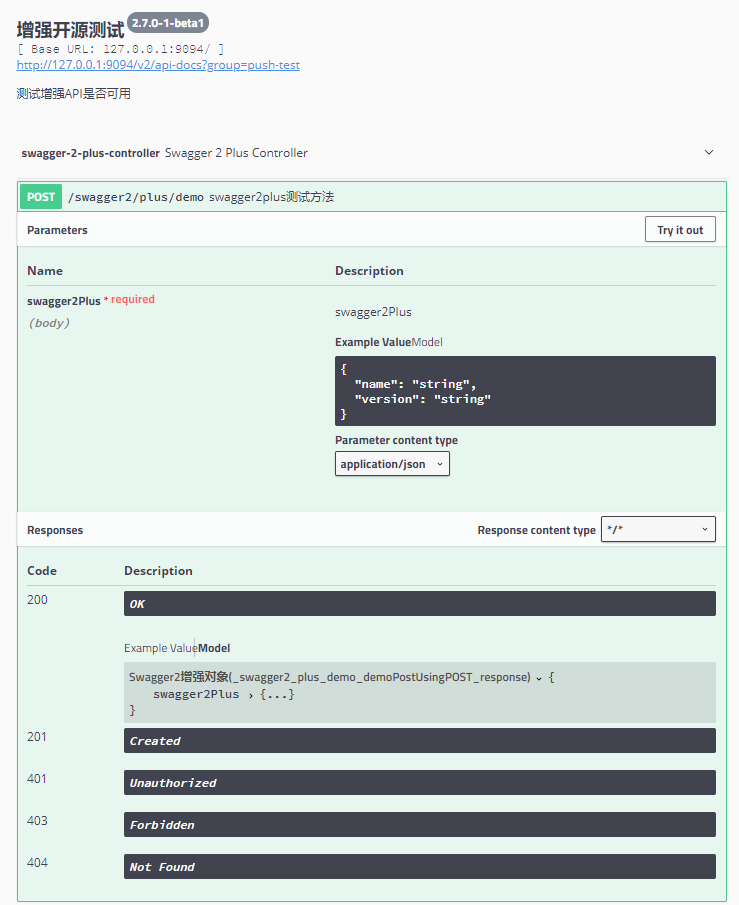 增强开源测试 2.7.0-1-beta1
[ Base URL: 127.0.0.1:9094/ ]
http://127.0.0.1:9094/v2/api-docs?group=push-test
测试增强API是否可用
swagger-2-plus-controller Swagger 2 Plus Controller
POST /swagger2/plus/demo swagger2plus测试方法
Parameters Try it out
Name Description
swagger2Plus * required
(body)
swagger2Plus
Example Value Model
{
"name": "string",
"version": "string"
}
Parameter content type
application/json
Responses Response content type */*
Code Description
200 OK
Example Value Model
Swagger2增强对象(_swagger2_plus_demo_demoPostUsingPOST_response) {
swagger2Plus {...}
}
201 Created
401 Unauthorized
403 Forbidden
404 Not Found